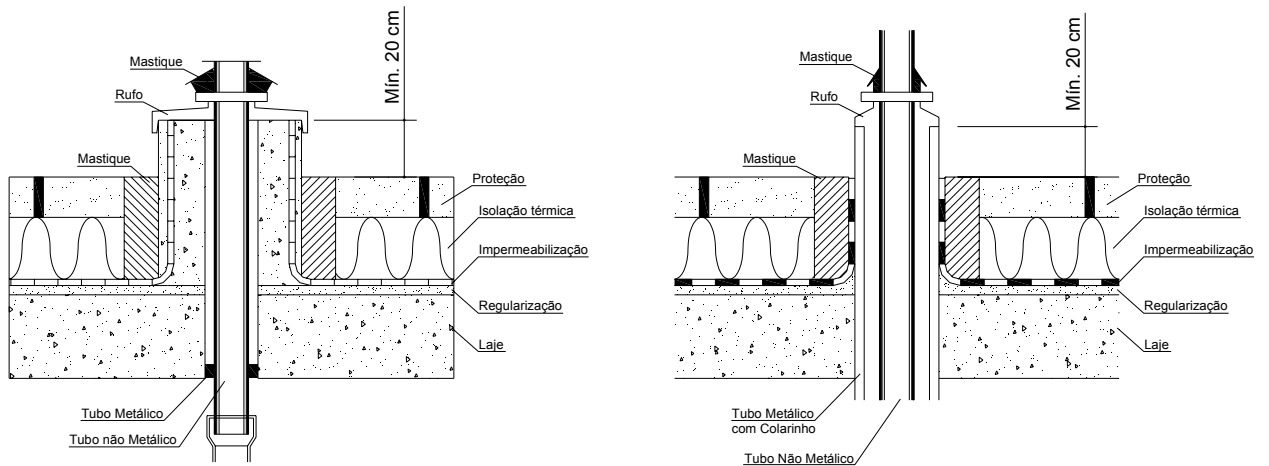 Mastique
Rufo
Mín. 20 cm
Mastique
Proteção
Isolação térmica
Impermeabilização
Regularização
Laje
Tubo Metálico
Tubo não Metálico
Mastique
Rufo
Mín. 20 cm
Mastique
Proteção
Isolação térmica
Impermeabilização
Regularização
Laje
Tubo Metálico
com Colarinho
Tubo Não Metálico